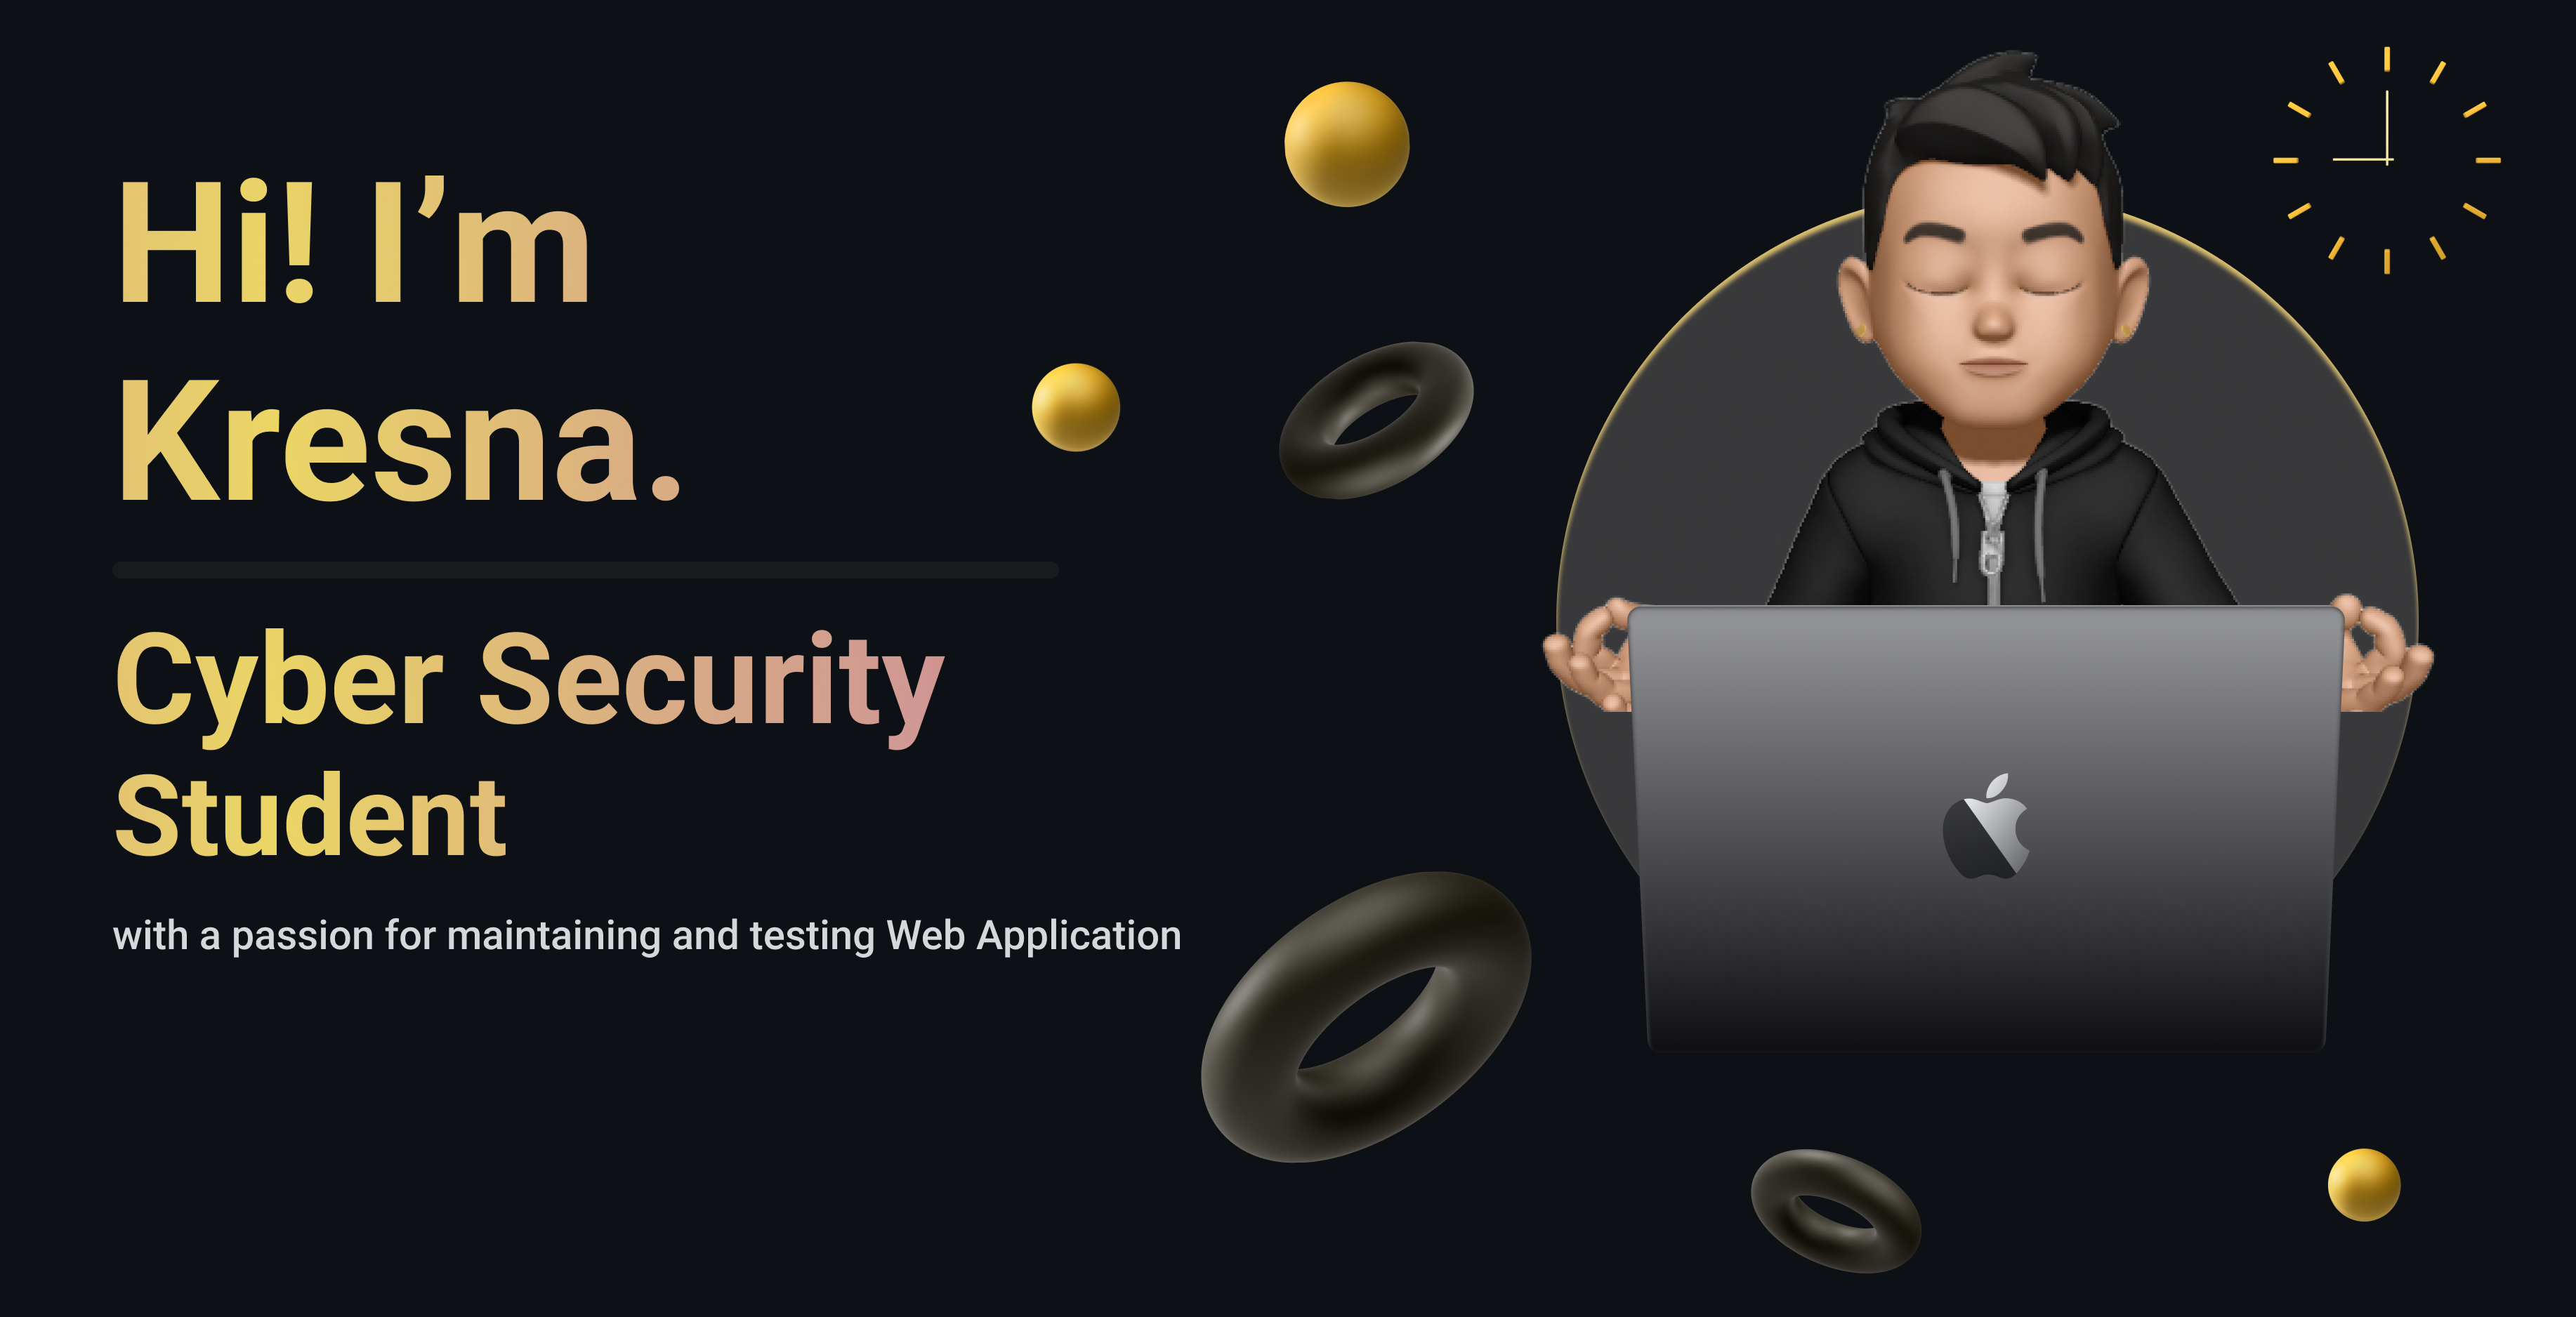 Hi! I’m
Kresna.
Cyber Security
Student
with a passion for maintaining and testing Web Application